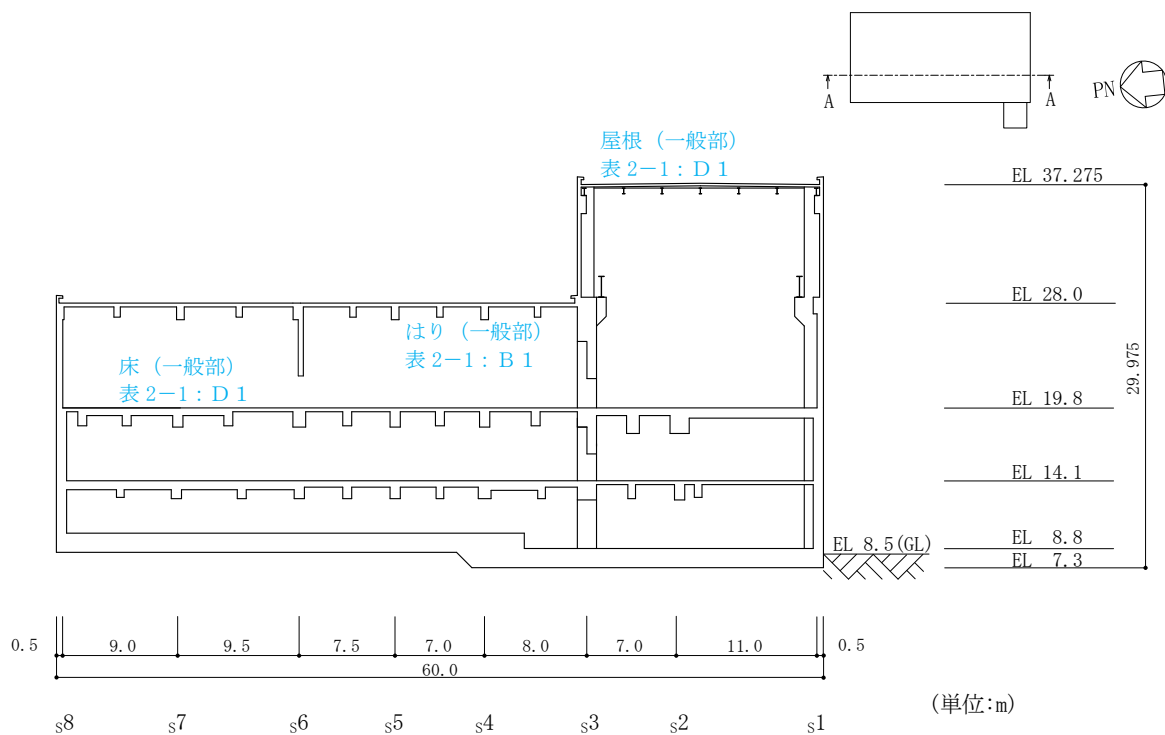 A
A
PN
屋根（一般部）
表２−１：Ｄ１
EL 37.275
はり（一般部）
表２−１：Ｂ１
床（一般部）
表２−１：Ｄ１
EL 28.0
29.975
EL 19.8
EL 14.1
EL 8.5(GL)
EL 8.8
EL 7.3
0.5 9.0 9.5 7.5 7.0 8.0 7.0 11.0 0.5
60.0
(単位:m)
S8 S7 S6 S5 S4 S3 S2 S1